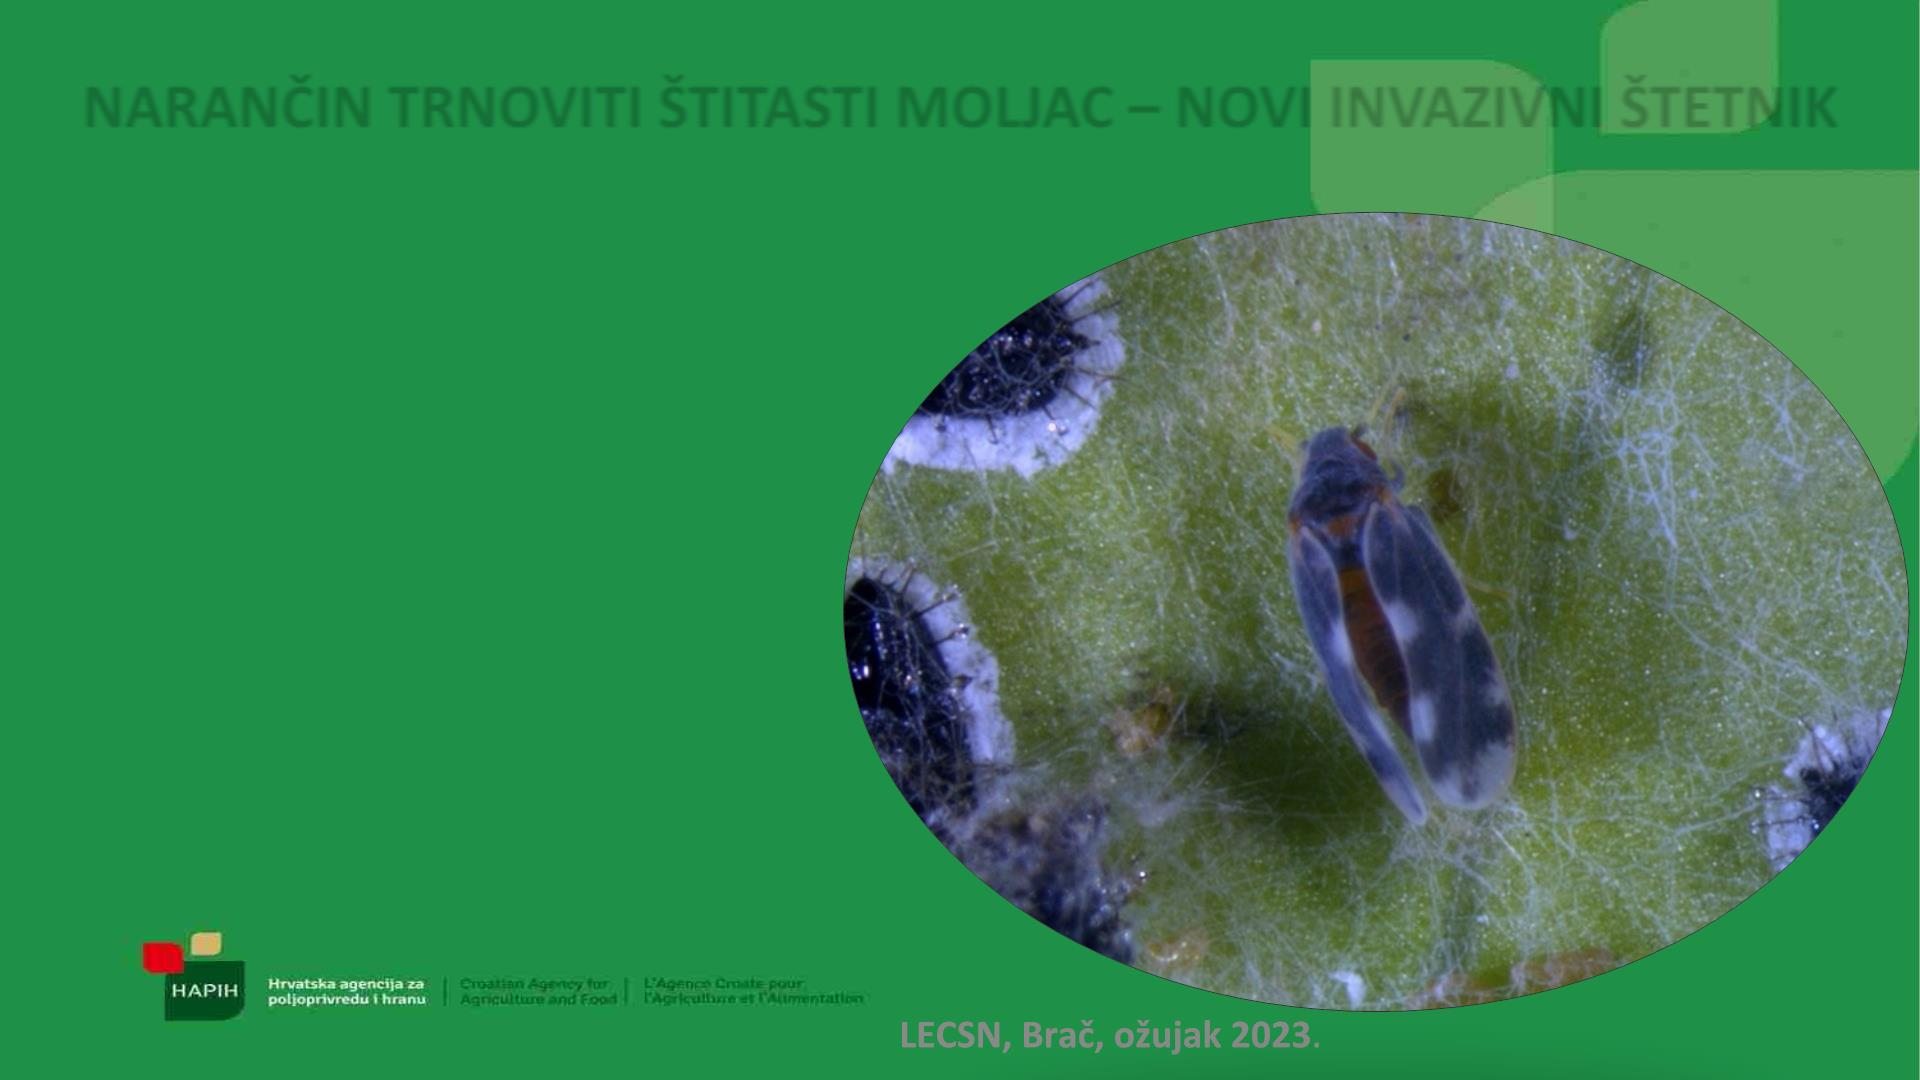 NARANČIN TRNOVITI ŠTITASTI MOLJAC – NOVI INVAZIVNI ŠTETNIK
HAPIH
Hrvatska agencija za
poljoprivredu i hranu
Croatian Agency for
Agriculture and Food
L'Agence Croate pour
l'Agriculture et l'Alimentation
LECSN, Brač, ožujak 2023.